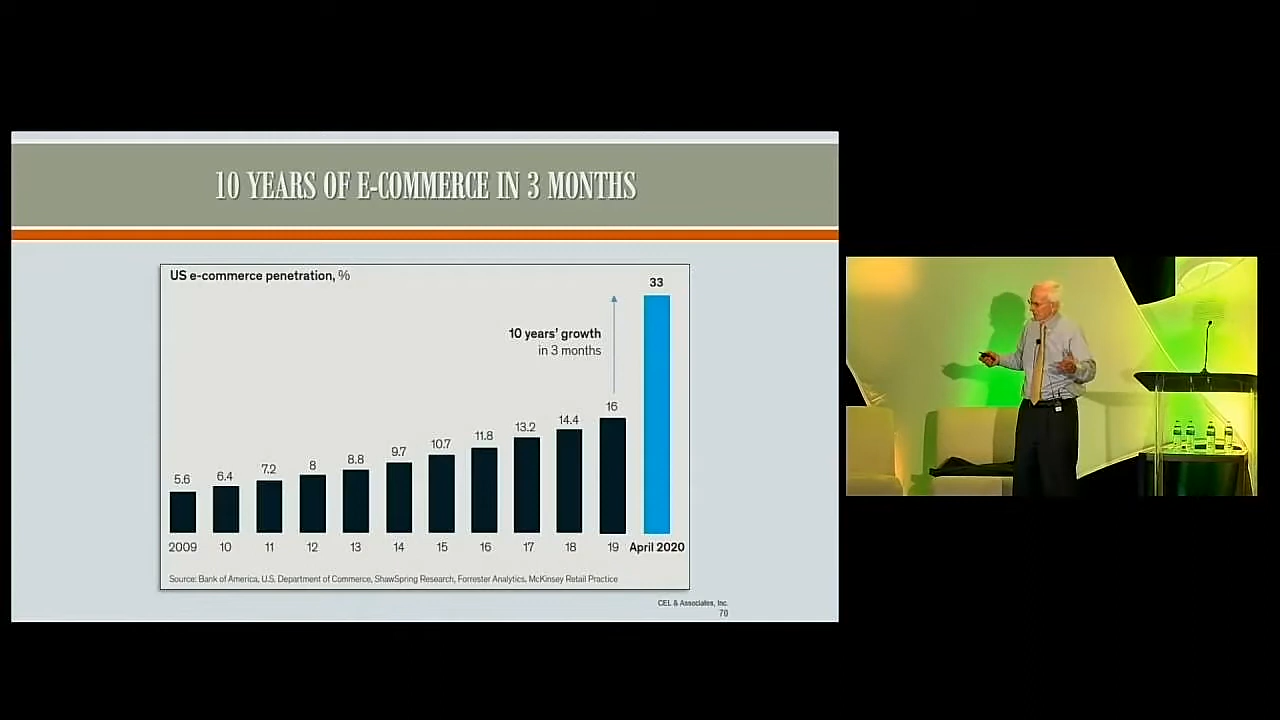 10 YEARS OF E-COMMERCE IN 3 MONTHS
US e-commerce penetration, %
33
10 years' growth
in 3 months
16
14.4
13.2
11.8
10.7
9.7
8.8
8
7.2
6.4
5.6
2009 10 11 12 13 14 15 16 17 18 19 April 2020
Source: Bank of America, U.S. Department of Commerce, ShawSpring Research, Forrester Analytics, McKinsey Retail Practice
CEL & Associates, Inc.
70
70